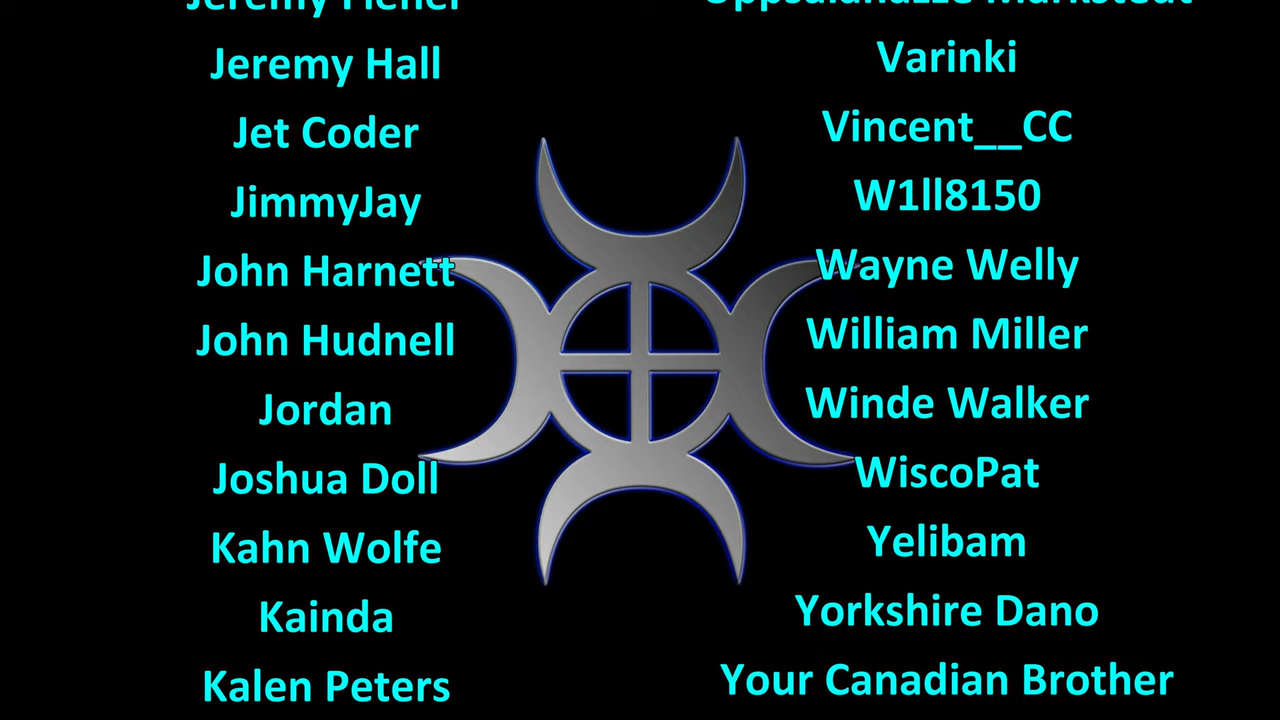 Jeremy
Jeremy Hall
Jet Coder
JimmyJay
John Harnett
John Hudnell
Jordan
Joshua Doll
Kahn Wolfe
Kainda
Kalen Peters
Varinki
Vincent__CC
W1ll8150
Wayne Welly
William Miller
Winde Walker
WiscoPat
Yelibam
Yorkshire Dano
Your Canadian Brother